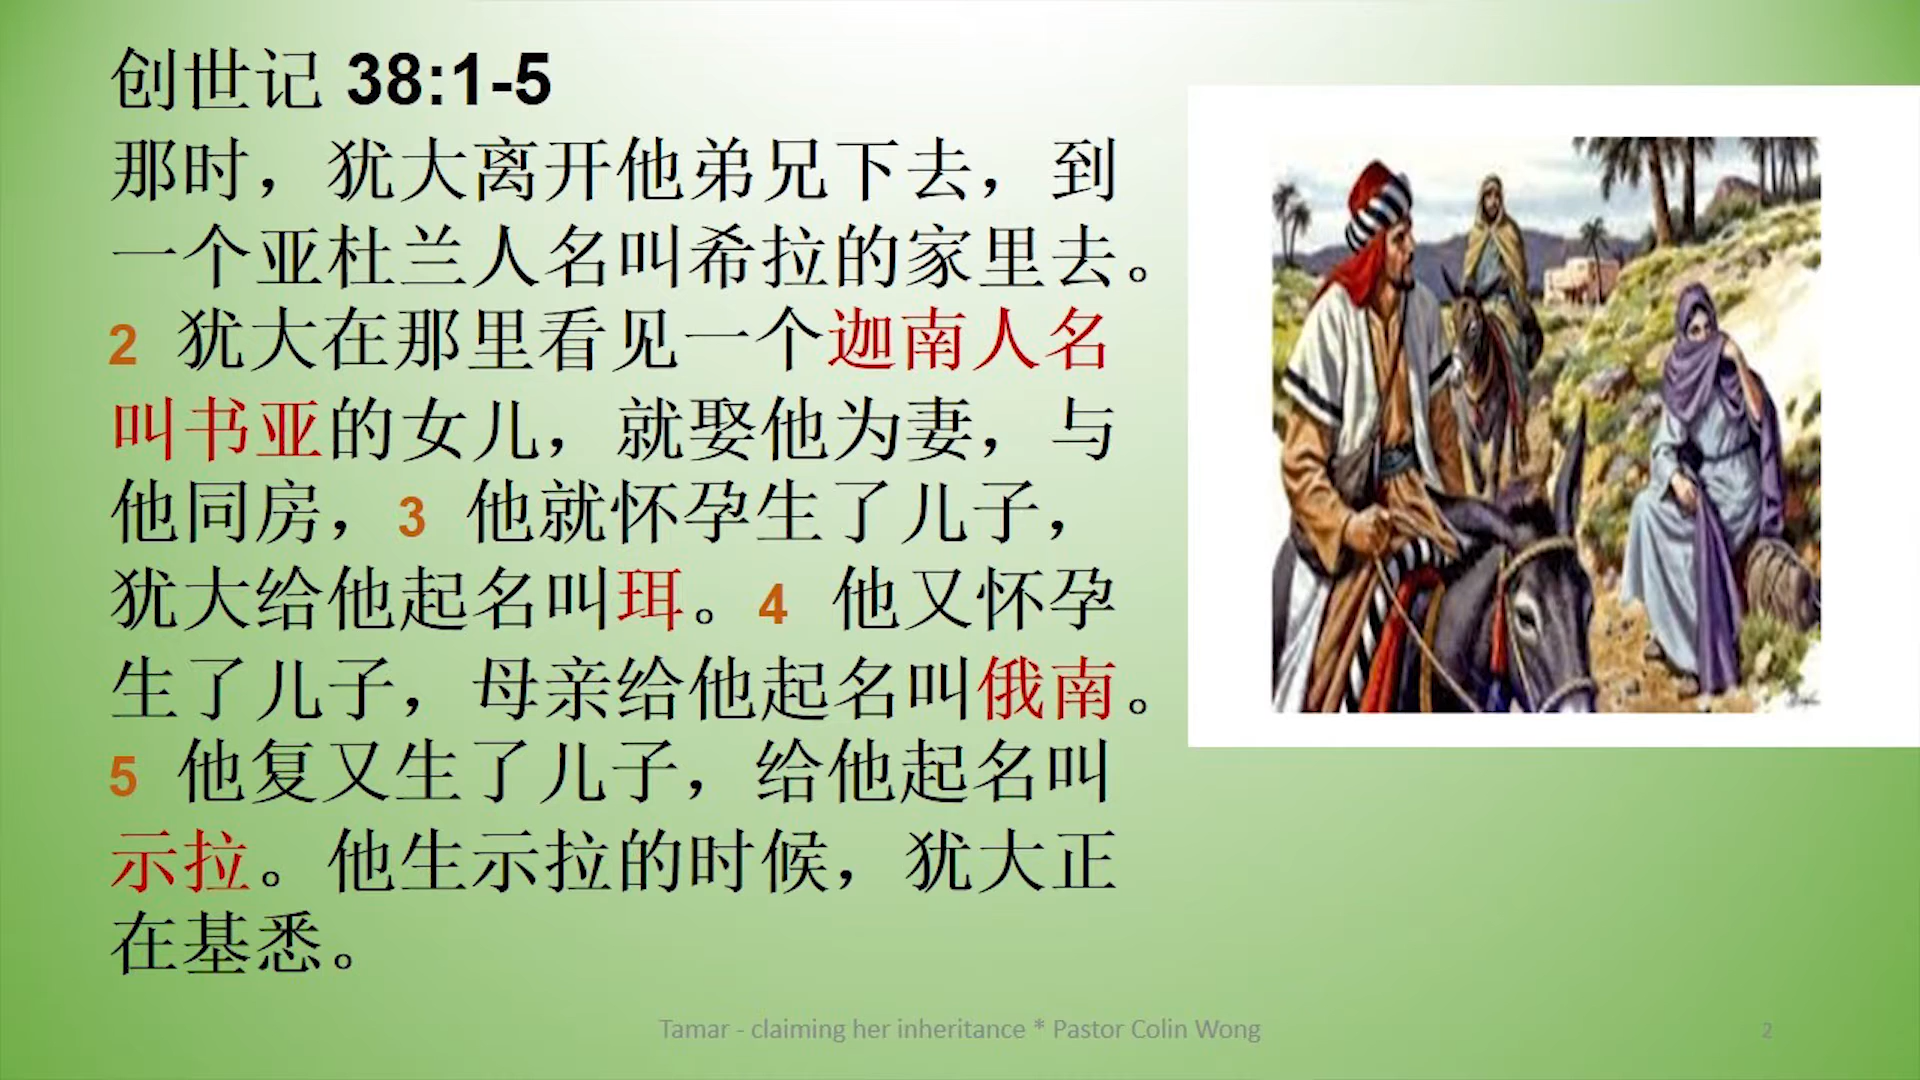 创世记 38:1-5
那时，犹大离开他弟兄下去，到
一个亚杜兰人名叫希拉的家里去。
2 犹大在那里看见一个迦南人名
叫书亚的女儿，就娶他为妻，与
他同房，3 他就怀孕生了儿子，
犹大给他起名叫珥。4 他又怀孕
生了儿子，母亲给他起名叫俄南。
5 他复又生了儿子，给他起名叫
示拉。他生示拉的时候，犹大正
在基悉。
Tamar - claiming her inheritance * Pastor Colin Wong
2